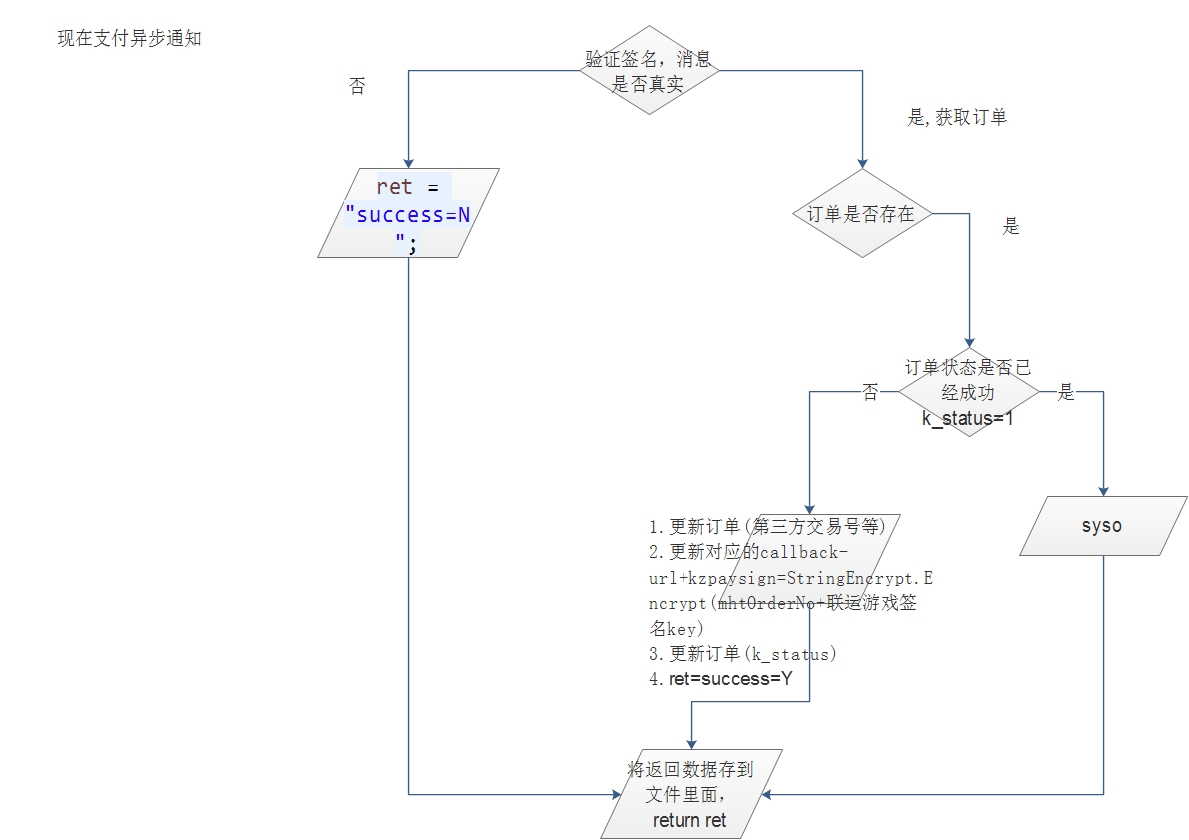 现在支付异步通知
验证签名，消息
是否真实
否
是,获取订单
ret =
"success=N
";
订单是否存在
是
订单状态是否已
经成功
k_status=1
否
是
1.更新订单(第三方交易号等)
2.更新对应的callback-
url+kzpaysign=StringEncrypt.E
ncrypt(mhtOrderNo+联运游戏签
名key)
3.更新订单(k_status)
4.ret=success=Y
syso
将返回数据存到
文件里面，
return ret